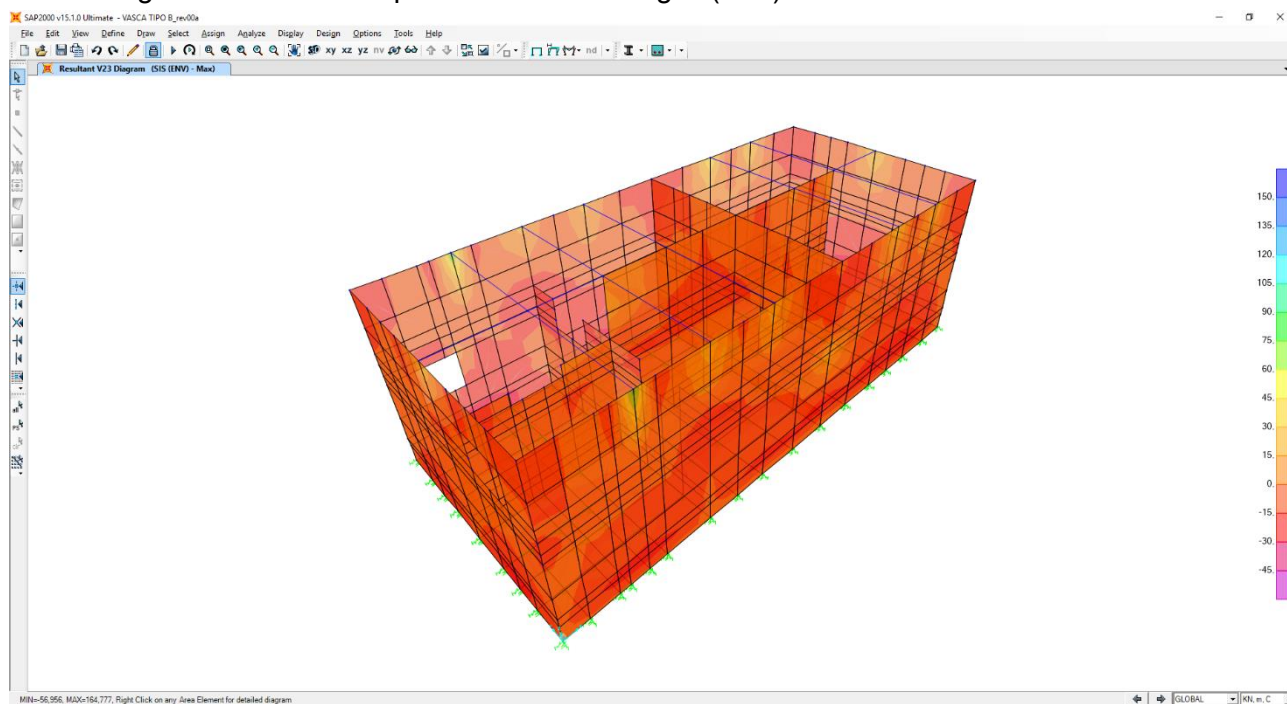 SAP2000 v15.1.0 Ultimate - VASCA TIPO B_rev00a
File Edit View Define Draw Select Assign Analyze Display Design Options Tools Help
xy xz yz nv nd
Resultant V23 Diagram (SIS (ENV) - Max)
150.
135.
120.
105.
90.
75.
60.
45.
30.
15.
0.
-15.
-30.
-45.
MIN=-56,956, MAX=164,777, Right Click on any Area Element for detailed diagram
GLOBAL
KN, m, C